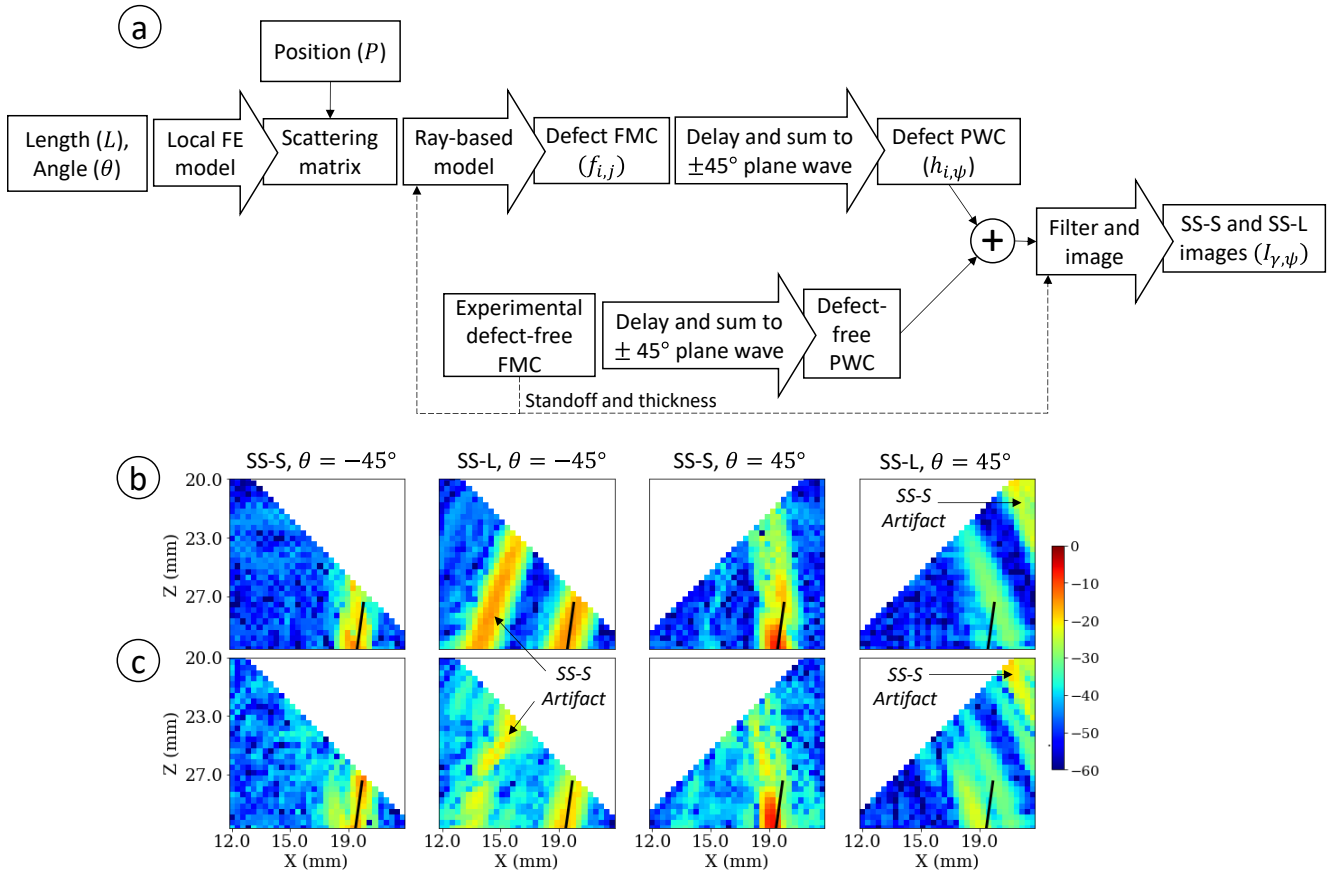 a
Position (P)
Length (L),
Angle (θ)
Local FE
model
Scattering
matrix
Ray-based
model
Defect FMC
(f_{i,j})
Delay and sum to
±45° plane wave
Defect PWC
(h_{i,ψ})
+
Filter and
image
SS-S and SS-L
images (I_{γ,ψ})
Experimental
defect-free
FMC
Delay and sum to
± 45° plane wave
Defect-
free
PWC
Standoff and thickness
b
SS-S, θ = −45°
SS-L, θ = −45°
SS-S, θ = 45°
SS-L, θ = 45°
20.0
23.0
27.0
Z (mm)
SS-S
Artifact
0
−10
−20
−30
−40
−50
−60
c
20.0
23.0
27.0
Z (mm)
SS-S
Artifact
SS-S
Artifact
12.0 15.0 19.0
X (mm)
12.0 15.0 19.0
X (mm)
12.0 15.0 19.0
X (mm)
12.0 15.0 19.0
X (mm)